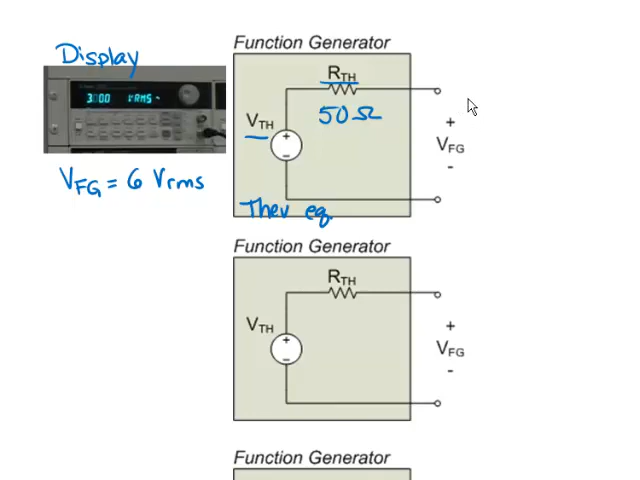 Function Generator
Display
3.000 VRMS ~
VFG = 6 Vrms
RTH
50 Ω
VTH
+
-
+
VFG
-
Thev eq.
Function Generator
RTH
VTH
+
-
+
VFG
-
Function Generator